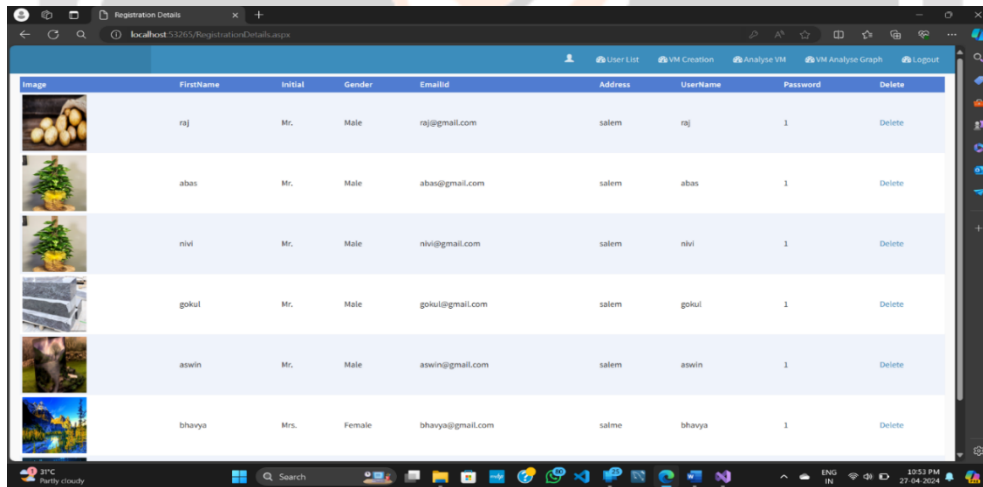 Registration Details
localhost:53265/RegistrationDetails.aspx
User List VM Creation Analyse VM VM Analyse Graph Logout
Image FirstName Initial Gender EmailId Address UserName Password Delete
raj Mr. Male raj@gmail.com salem raj 1 Delete
abas Mr. Male abas@gmail.com salem abas 1 Delete
nivi Mr. Male nivi@gmail.com salem nivi 1 Delete
gokul Mr. Male gokul@gmail.com salem gokul 1 Delete
aswin Mr. Male aswin@gmail.com salem aswin 1 Delete
bhavya Mrs. Female bhavya@gmail.com salme bhavya 1 Delete
31°C
Partly cloudy
Search
ENG
IN
10:53 PM
27-04-2024